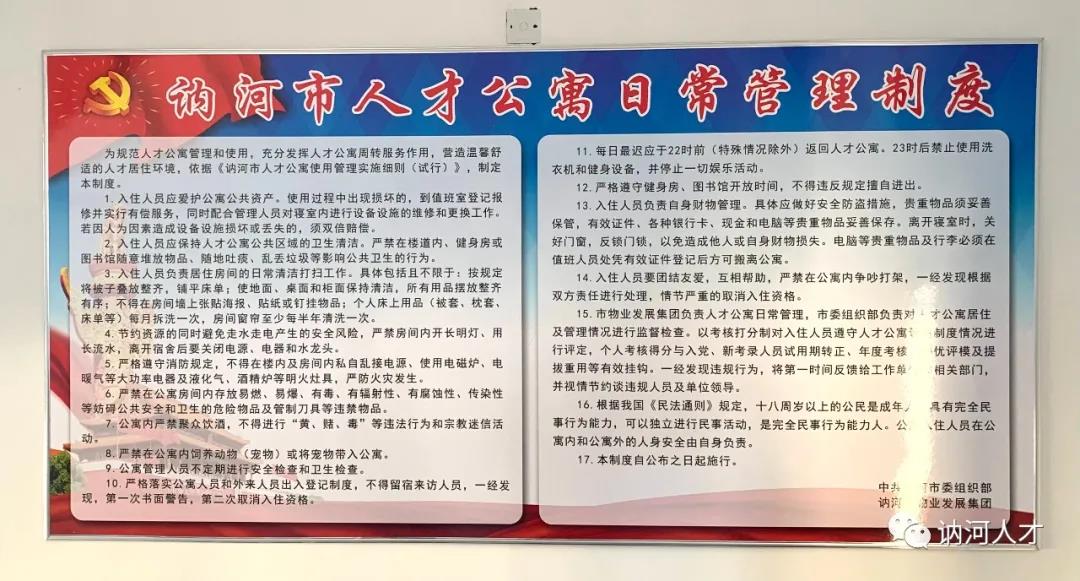 讷河市人才公寓日常管理制度
为规范人才公寓管理和使用，充分发挥人才公寓周转服务作用，营造温馨舒
适的人才居住环境，依据《讷河市人才公寓使用管理实施细则（试行）》，制定
本制度。
1. 入住人员应爱护公寓公共资产。使用过程中出现损坏的，到值班室登记报
修并实行有偿服务，同时配合管理人员对寝室内进行设备设施的维修和更换工作。
若因人为因素造成设备设施损坏或丢失的，须双倍赔偿。
2. 入住人员应保持人才公寓公共区域的卫生清洁。严禁在楼道内、健身房或
图书馆随意堆放物品、随地吐痰、乱丢垃圾等影响公共卫生的行为。
3. 入住人员负责居住房间的日常清洁打扫工作。具体包括且不限于：按规定
将被子叠放整齐，铺平床单；使地面、桌面和柜面保持清洁，所有用品摆放整齐
有序；不得在房间墙上张贴海报、贴纸或钉挂物品；个人床上用品（被套、枕套、
床单等）每月拆洗一次，房间窗帘至少每半年清洗一次。
4. 节约资源的同时避免走水走电产生的安全风险，严禁房间内开长明灯、用
长流水，离开宿舍后要关闭电源、电器和水龙头。
5. 严格遵守消防规定，不得在楼内及房间内私自乱接电源、使用电磁炉、电
暖气等大功率电器及液化气、酒精炉等明火灶具，严防火灾发生。
6. 严禁在公寓房间内存放易燃、易爆、有毒、有辐射性、有腐蚀性、传染性
等妨碍公共安全和卫生的危险物品及管制刀具等违禁物品。
7. 公寓内严禁聚众饮酒，不得进行“黄、赌、毒”等违法行为和宗教迷信活
动。
8. 严禁在公寓内饲养动物（宠物）或将宠物带入公寓。
9. 公寓管理人员不定期进行安全检查和卫生检查。
10. 严格落实公寓人员和外来人员出入登记制度，不得留宿来访人员，一经发
现，第一次书面警告，第二次取消入住资格。
11. 每日最迟应于22时前（特殊情况除外）返回人才公寓。23时后禁止使用洗
衣机和健身设备，并停止一切娱乐活动。
12. 严格遵守健身房、图书馆开放时间，不得违反规定擅自进出。
13. 入住人员负责自身财物管理。具体应做好安全防盗措施，贵重物品须妥善
保管，有效证件、各种银行卡、现金和电脑等贵重物品妥善保存。离开寝室时，关
好门窗，反锁门锁，以免造成他人或自身财物损失。电脑等贵重物品及行李必须在
值班人员处凭有效证件登记后方可搬离公寓。
14. 入住人员要团结友爱，互相帮助，严禁在公寓内争吵打架，一经发现根据
双方责任进行处理，情节严重的取消入住资格。
15. 市物业发展集团负责人才公寓日常管理，市委组织部负责对人才公寓居住
及管理情况进行监督检查。以考核打分制对入住人员遵守人才公寓 制度情况进
行评定，个人考核得分与入党、新考录人员试用期转正、年度考核 优评模及提
拔重用等有效挂钩。一经发现违规行为，将第一时间反馈给工作单 相关部门，
并视情节约谈违规人员及单位领导。
16. 根据我国《民法通则》规定，十八周岁以上的公民是成年人 具有完全民
事行为能力，可以独立进行民事活动，是完全民事行为能力人。公 入住人员在公
寓内和公寓外的人身安全由自身负责。
17. 本制度自公布之日起施行。
中共 河市委组织部
讷河 物业发展集团
讷河人才